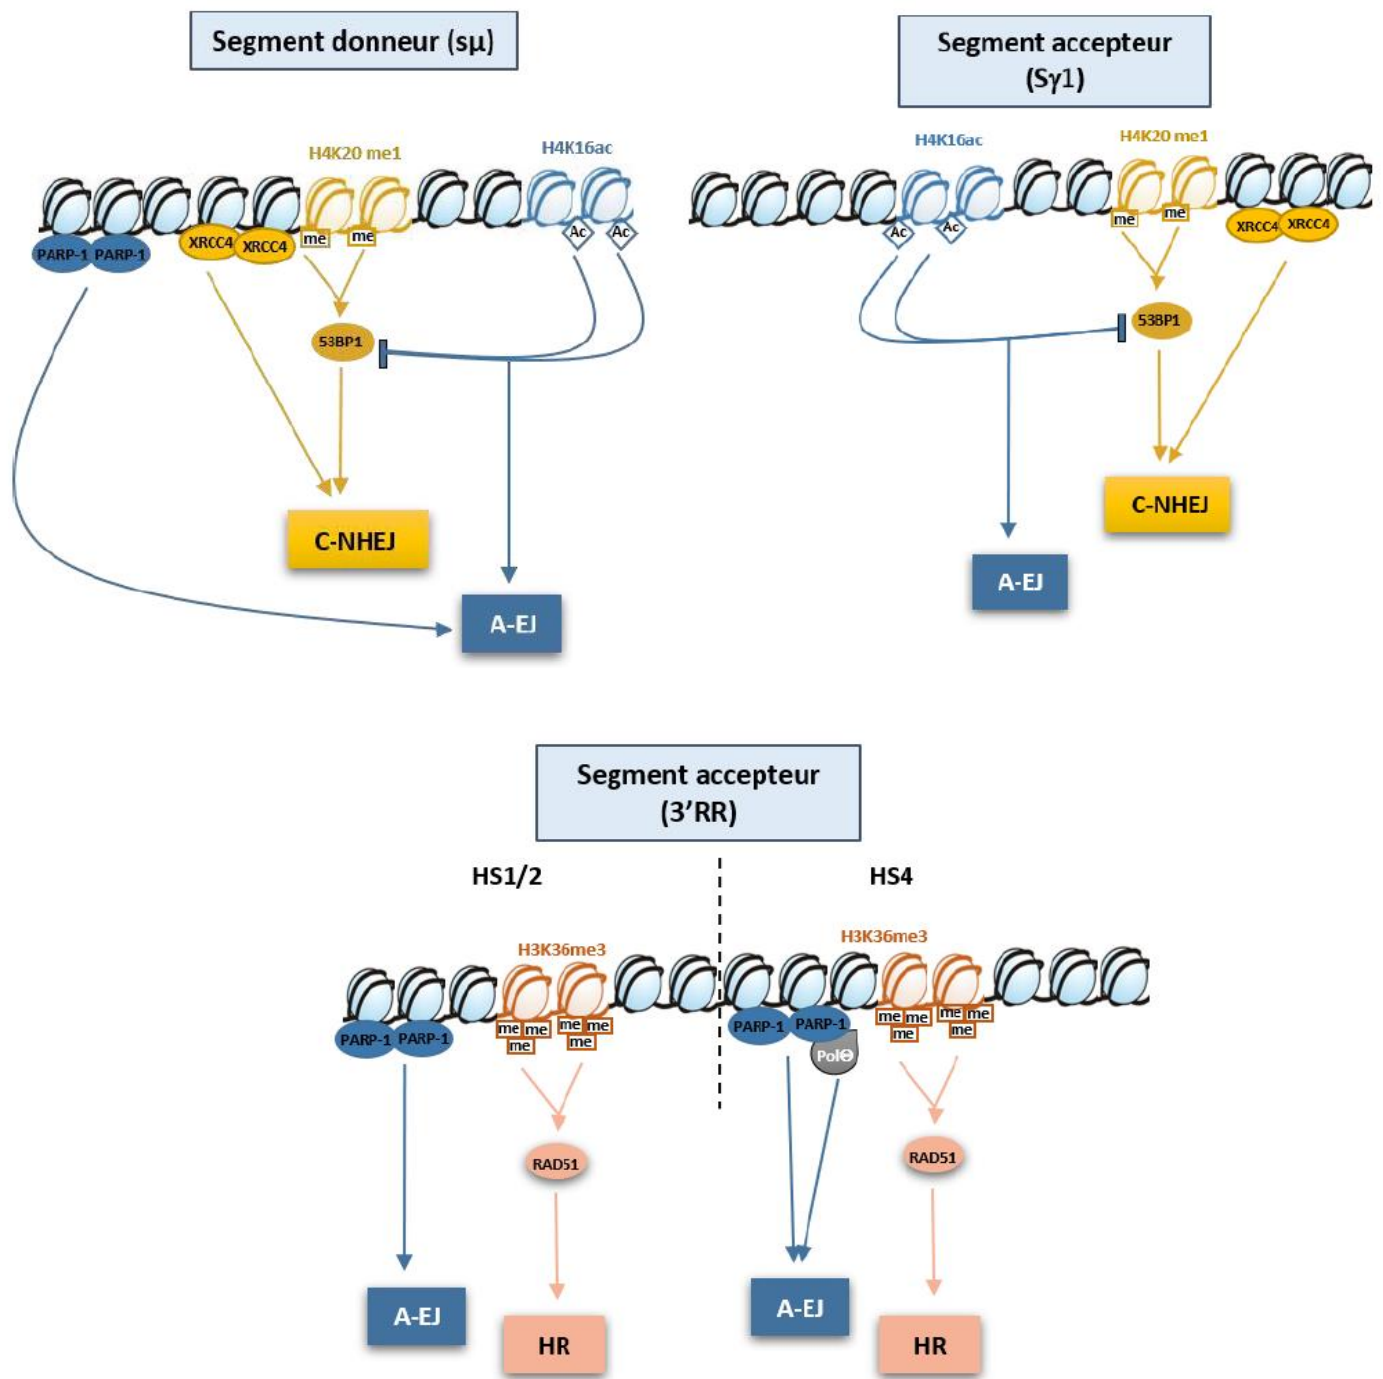 Segment donneur (sμ)
H4K20 me1
H4K16ac
PARP-1 PARP-1
XRCC4 XRCC4
me me
Ac Ac
53BP1
C-NHEJ
A-EJ
Segment accepteur
(Sγ1)
H4K16ac
H4K20 me1
Ac Ac
me me
XRCC4 XRCC4
53BP1
C-NHEJ
A-EJ
Segment accepteur
(3’RR)
HS1/2
H3K36me3
PARP-1 PARP-1
me me me me
me me
RAD51
A-EJ
HR
HS4
H3K36me3
PARP-1 PARP-1
PolΘ
me me me me
me me
RAD51
A-EJ
HR